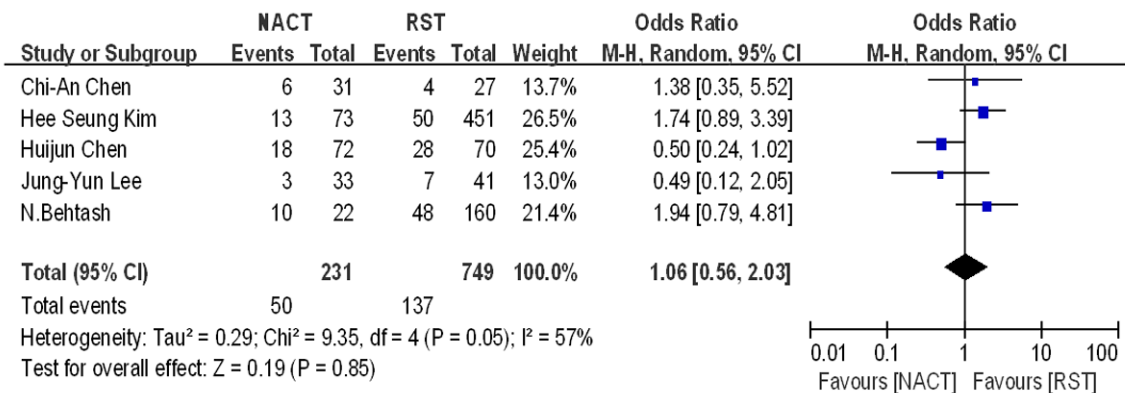 NACT RST Odds Ratio Odds Ratio
Study or Subgroup Events Total Events Total Weight M-H, Random, 95% CI M-H, Random, 95% CI
Chi-An Chen 6 31 4 27 13.7% 1.38 [0.35, 5.52]
Hee Seung Kim 13 73 50 451 26.5% 1.74 [0.89, 3.39]
Huijun Chen 18 72 28 70 25.4% 0.50 [0.24, 1.02]
Jung-Yun Lee 3 33 7 41 13.0% 0.49 [0.12, 2.05]
N.Behtash 10 22 48 160 21.4% 1.94 [0.79, 4.81]
Total (95% CI) 231 749 100.0% 1.06 [0.56, 2.03]
Total events 50 137
Heterogeneity: Tau² = 0.29; Chi² = 9.35, df = 4 (P = 0.05); I² = 57%
Test for overall effect: Z = 0.19 (P = 0.85)
0.01 0.1 1 10 100
Favours [NACT] Favours [RST]